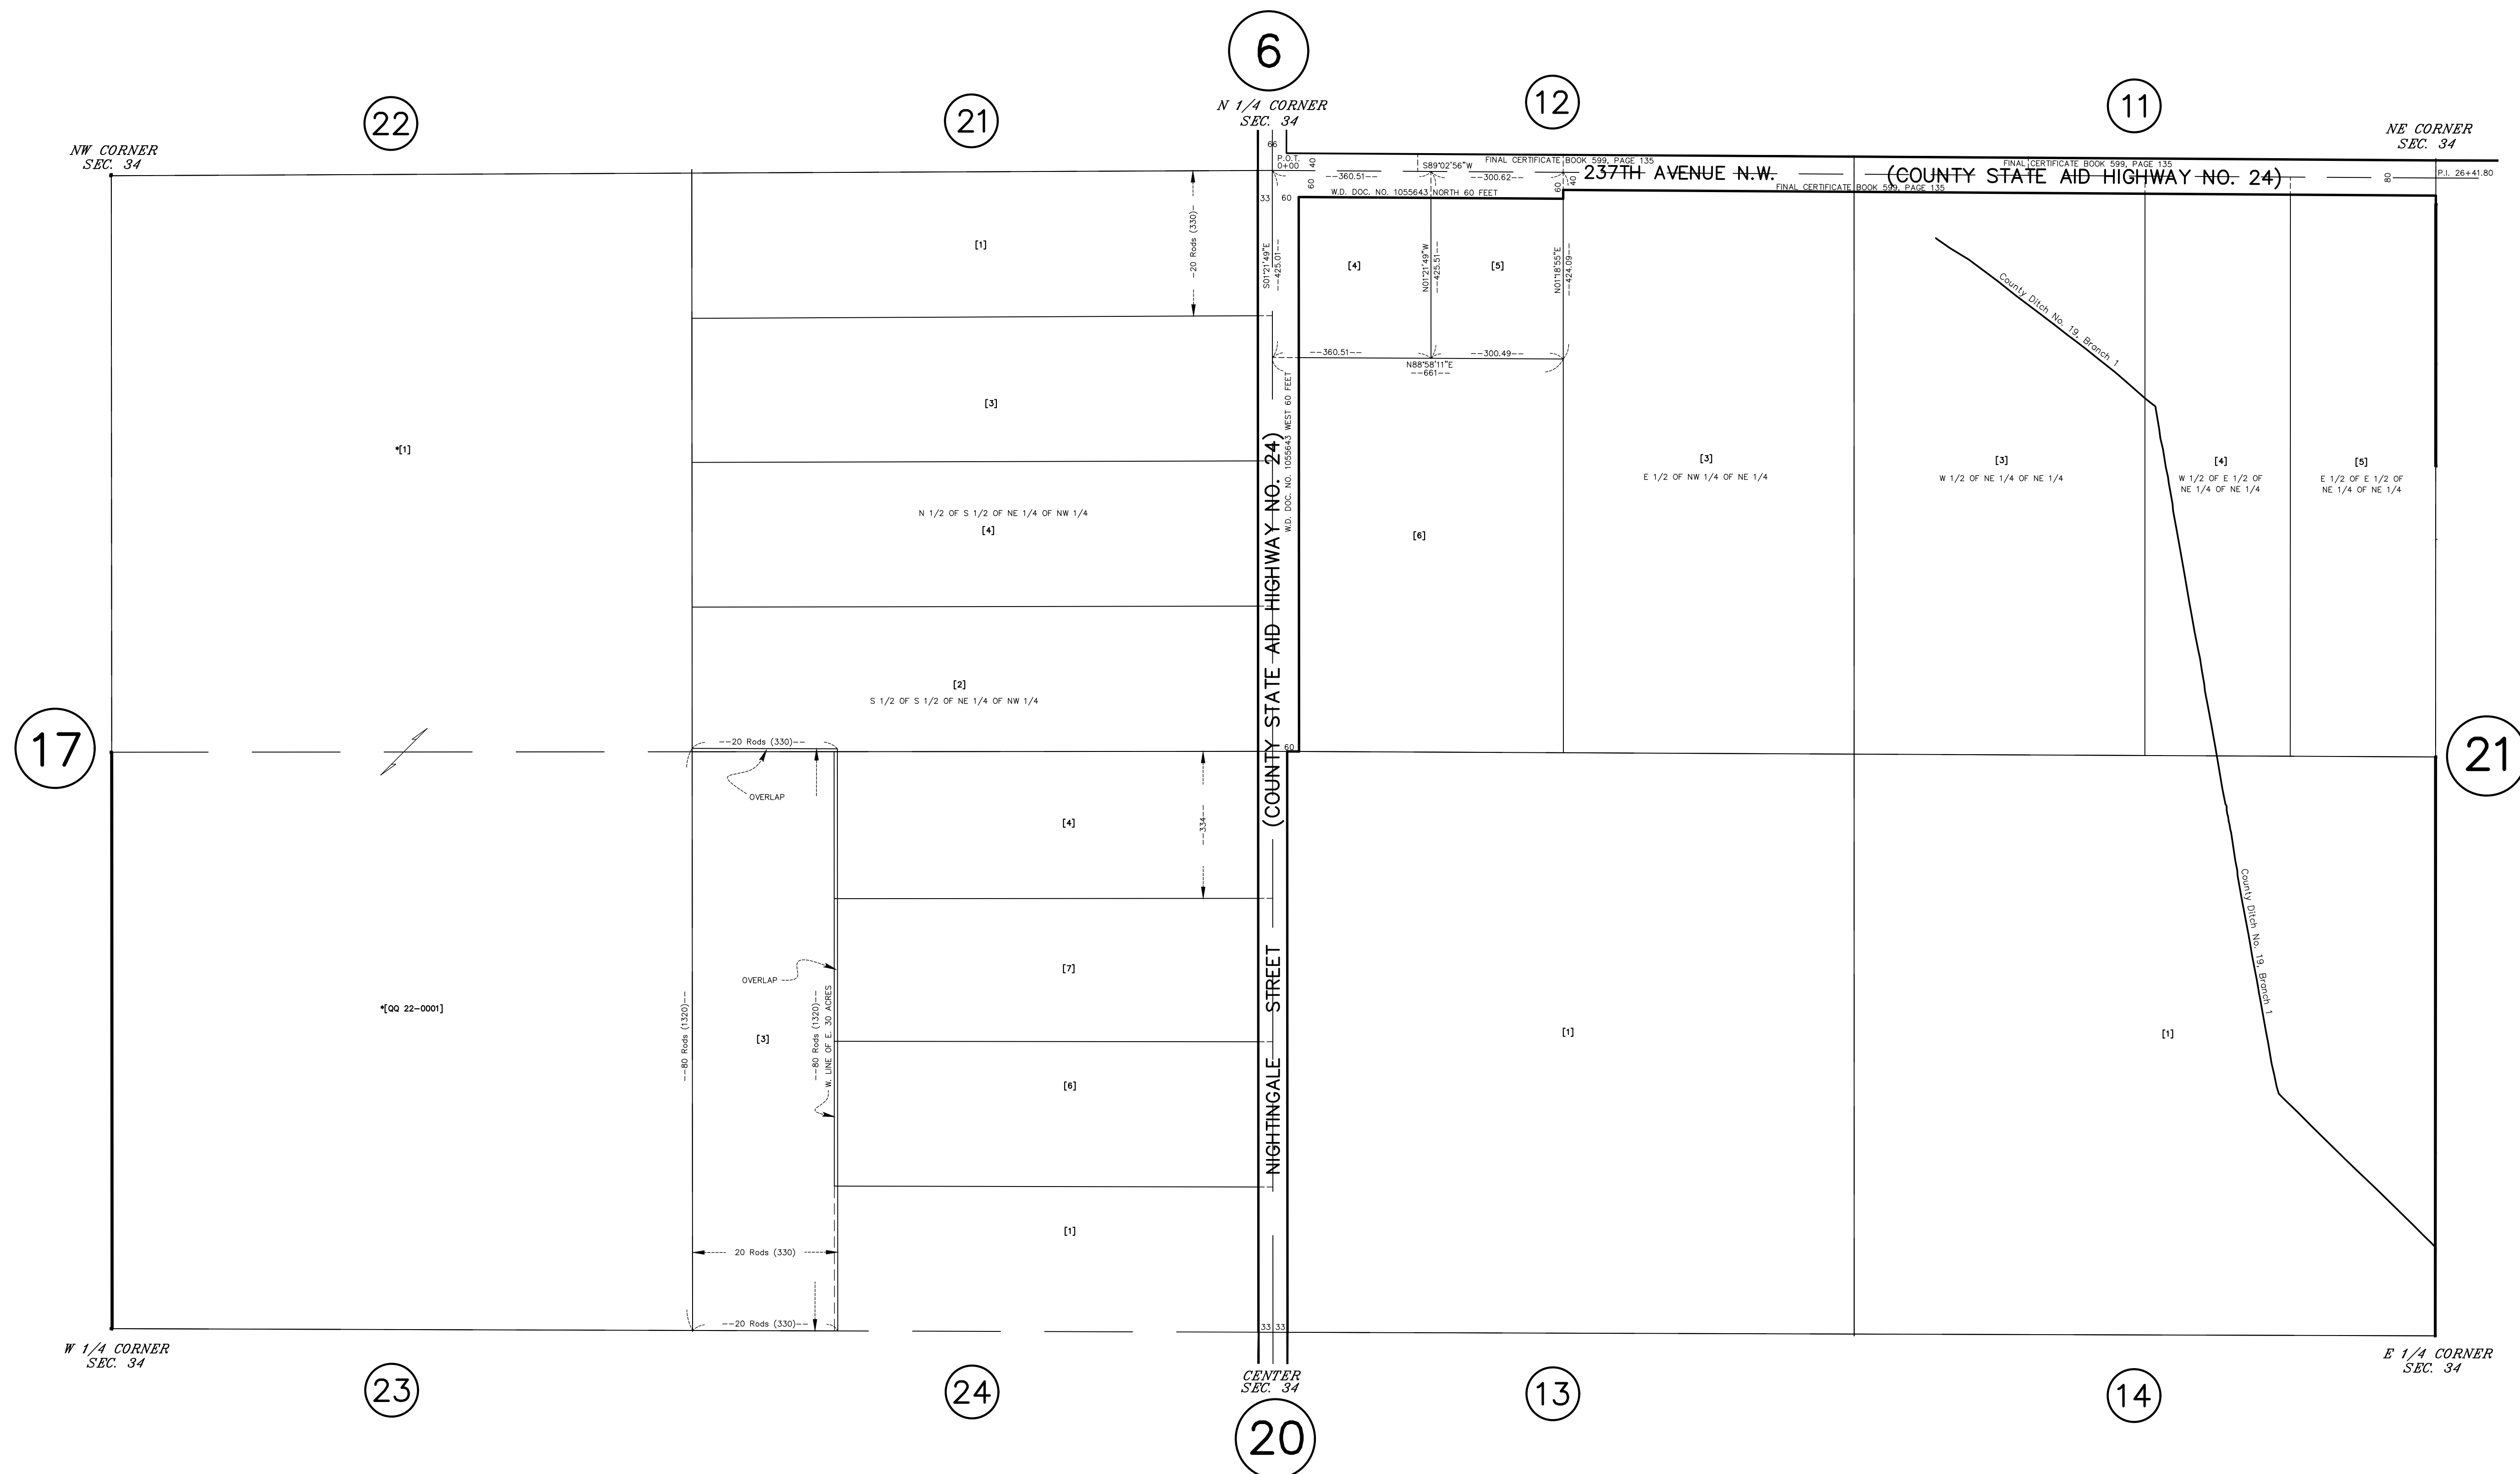 6
N 1/4 CORNER
SEC. 34
22
21
12
11
NW CORNER
SEC. 34
NE CORNER
SEC. 34
66
P.O.T.
0+00
40
60
S89°02'56"W
FINAL CERTIFICATE BOOK 599, PAGE 135
FINAL CERTIFICATE BOOK 599, PAGE 135
--360.51--
--300.62--
60
40
237TH AVENUE N.W.
(COUNTY STATE AID HIGHWAY NO. 24)
80
P.I. 26+41.80
W.D. DOC. NO. 1055643 NORTH 60 FEET
FINAL CERTIFICATE BOOK 599, PAGE 135
33
60
-20 Rods (330)-
[1]
S01°21'49"E
--425.01--
[4]
N01°21'49"W
--425.51--
[5]
N01°18'55"E
--424.09--
County Ditch No. 19, Branch 1
--360.51--
--300.49--
N88°58'11"E
--661--
[3]
W.D. DOC. NO. 1055643 WEST 60 FEET
*[1]
[3]
E 1/2 OF NW 1/4 OF NE 1/4
[3]
W 1/2 OF NE 1/4 OF NE 1/4
[4]
W 1/2 OF E 1/2 OF
NE 1/4 OF NE 1/4
[5]
E 1/2 OF E 1/2 OF
NE 1/4 OF NE 1/4
N 1/2 OF S 1/2 OF NE 1/4 OF NW 1/4
[4]
[6]
(COUNTY STATE AID HIGHWAY NO. 24)
[2]
S 1/2 OF S 1/2 OF NE 1/4 OF NW 1/4
17
--20 Rods (330)--
60
21
OVERLAP
[4]
--334--
County Ditch No. 19, Branch 1
[7]
OVERLAP
NIGHTINGALE STREET
*[QQ 22-0001]
--80 Rods (1320)--
[3]
--80 Rods (1320)--
W. LINE OF E. 30 ACRES
[6]
[1]
[1]
[1]
20 Rods (330)
--20 Rods (330)--
33
33
W 1/4 CORNER
SEC. 34
CENTER
SEC. 34
E 1/4 CORNER
SEC. 34
23
24
13
14
20